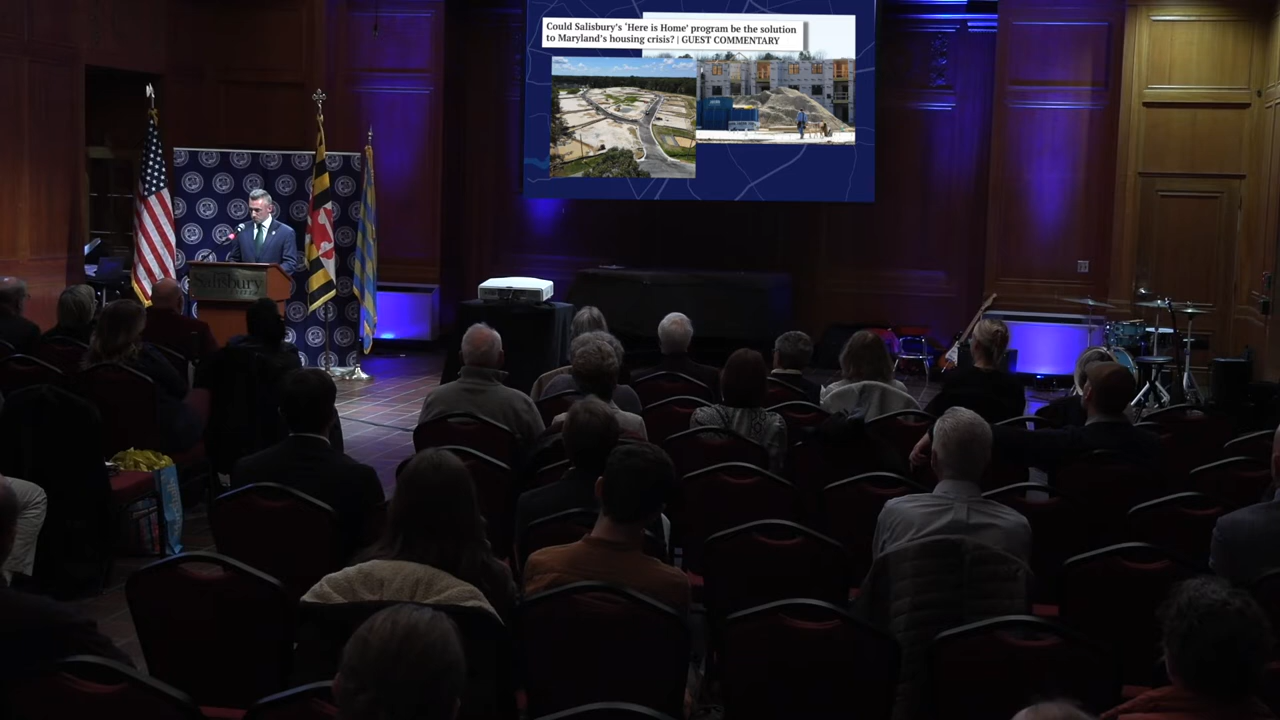 Could Salisbury's 'Here is Home' program be the solution
to Maryland's housing crisis? | GUEST COMMENTARY
Salisbury